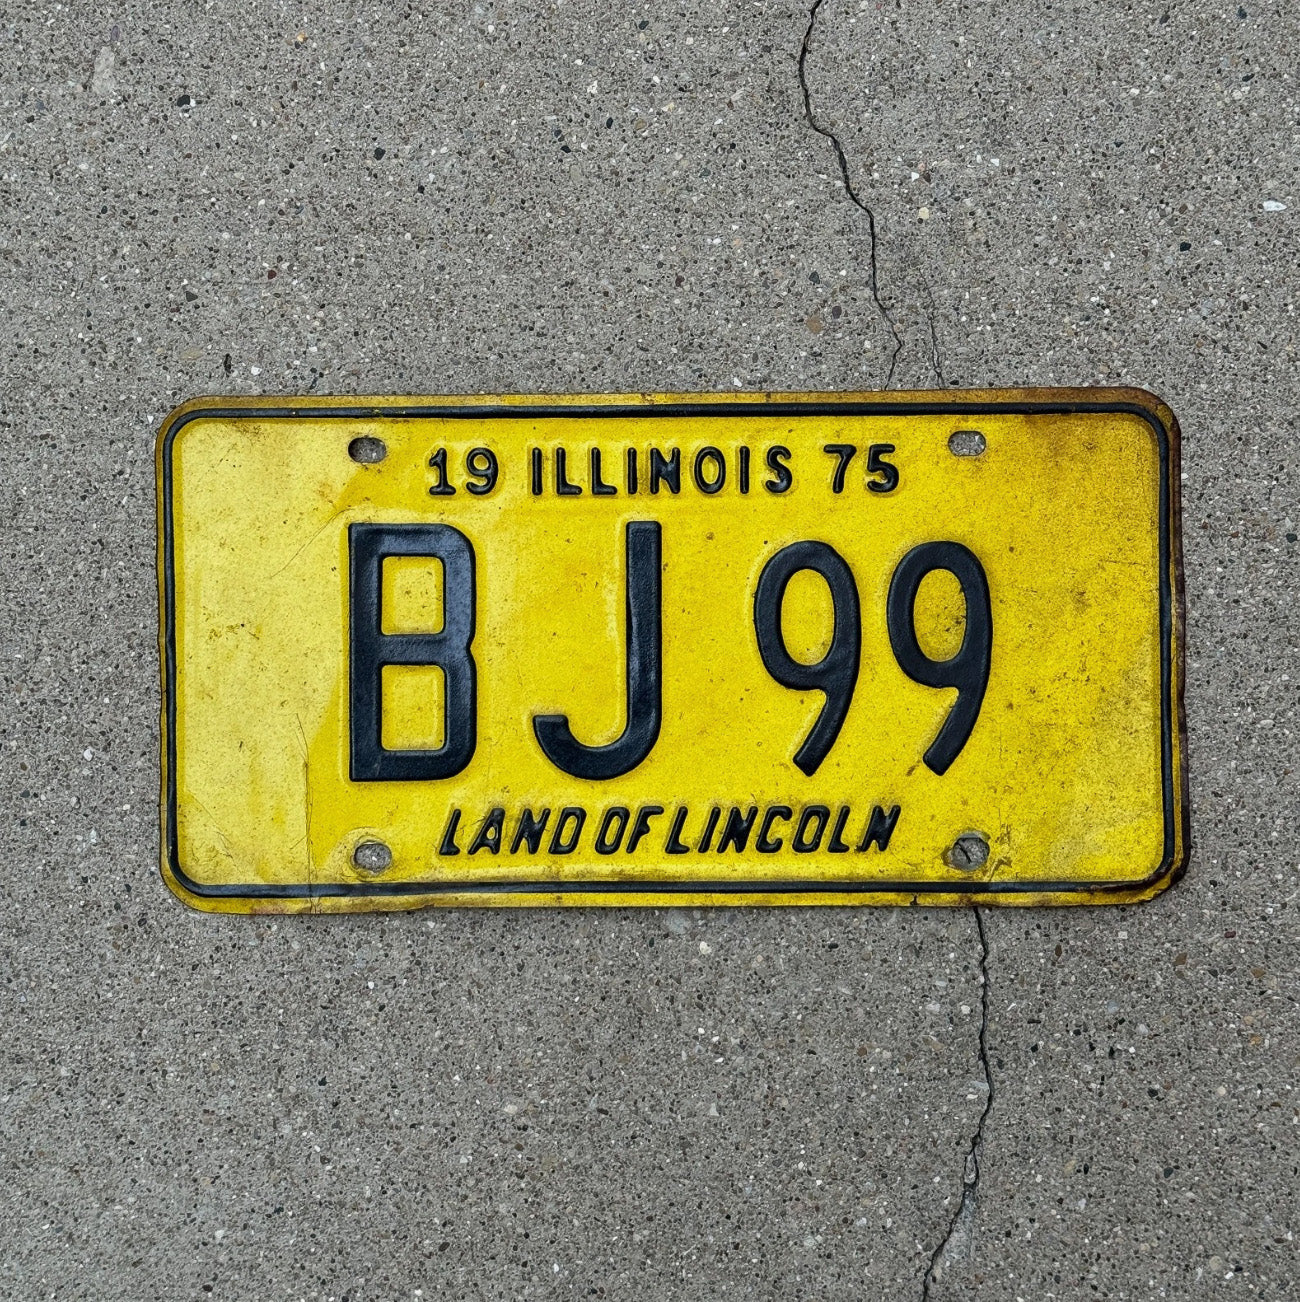 19 ILLINOIS 75
BJ 99
LAND OF LINCOLN